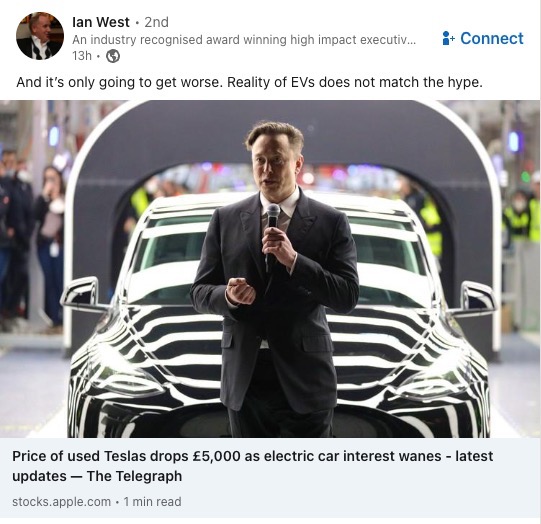 Ian West • 2nd
An industry recognised award winning high impact executiv...
13h •
Connect
And it's only going to get worse. Reality of EVs does not match the hype.
Price of used Teslas drops £5,000 as electric car interest wanes - latest
updates — The Telegraph
stocks.apple.com • 1 min read